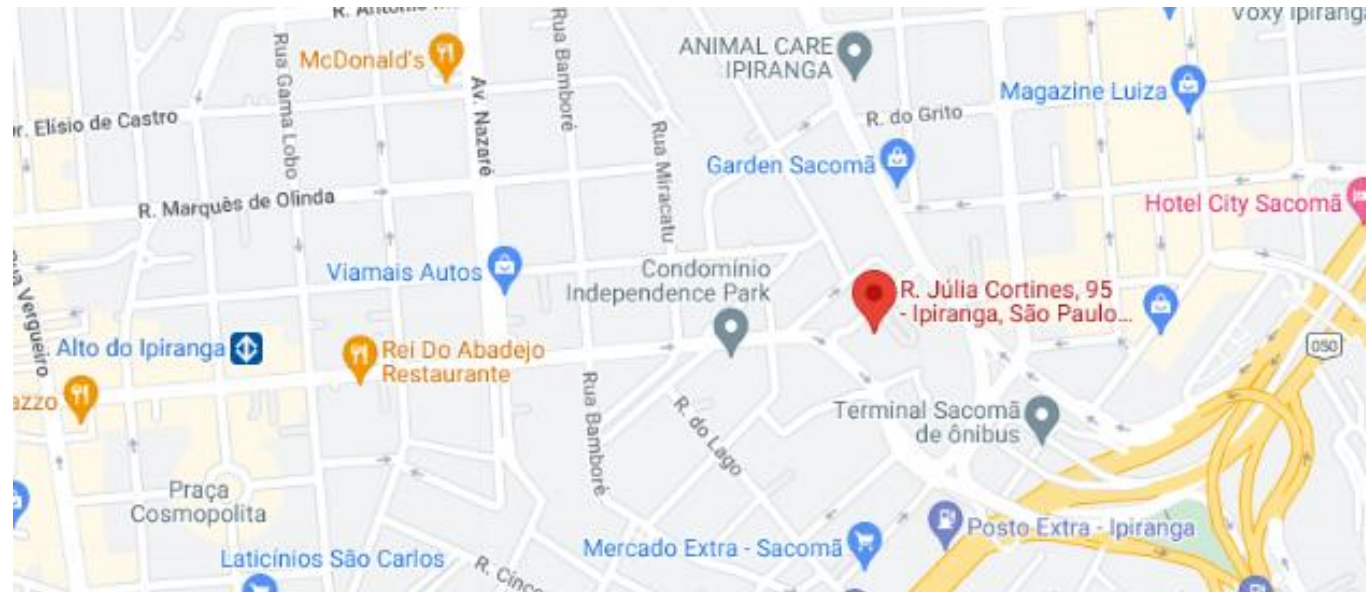 R. Antônio
Voxy Ipiranga
McDonald's
ANIMAL CARE
IPIRANGA
Rua Gama Lobo
Av. Nazaré
Rua Bamboré
Magazine Luiza
r. Elísio de Castro
R. do Grito
Rua Miracatu
Garden Sacomã
R. Marquês de Olinda
Hotel City Sacomã
Viamais Autos
Condomínio
Independence Park
R. Júlia Cortines, 95
- Ipiranga, São Paulo...
Rua Vergueiro
Alto do Ipiranga
Rei Do Abadejo
Restaurante
050
azzo
Rua Bamboré
R. do Lago
Terminal Sacomã
de ônibus
Praça
Cosmopolita
Posto Extra - Ipiranga
Mercado Extra - Sacomã
Laticínios São Carlos
R. Cinco